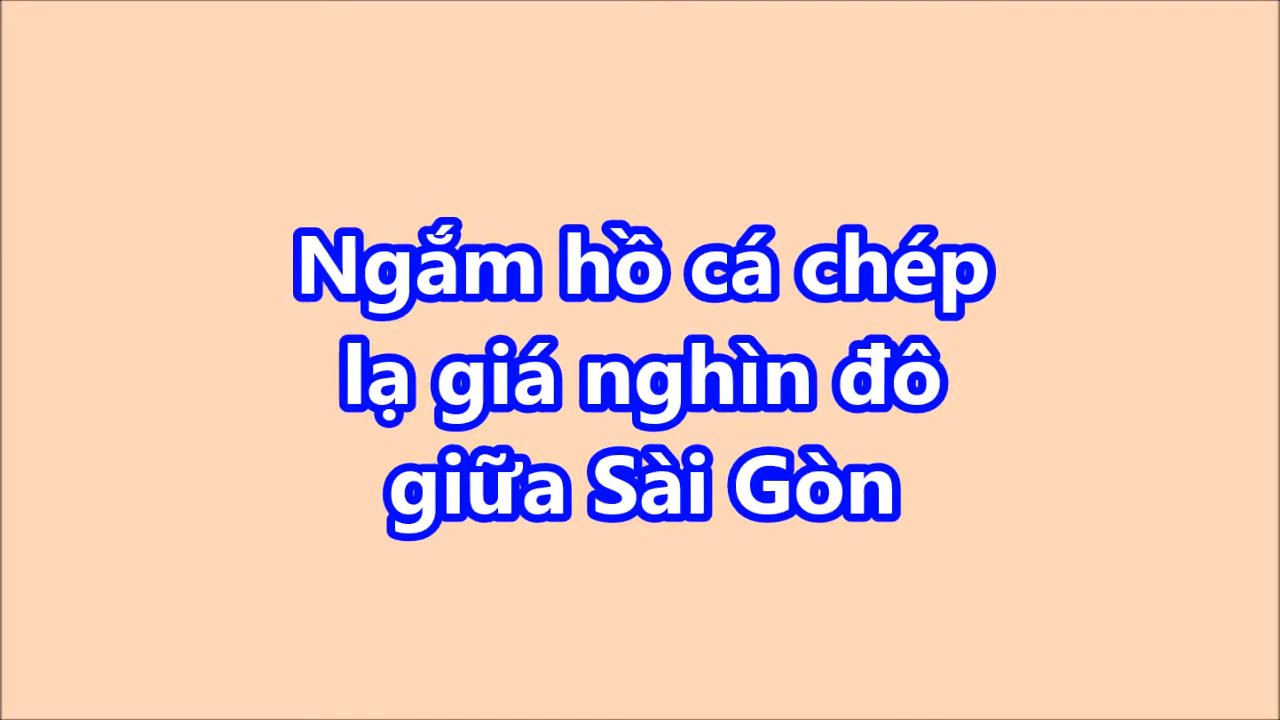 Ngắm hồ cá chép
lạ giá nghìn đô
giữa Sài Gòn